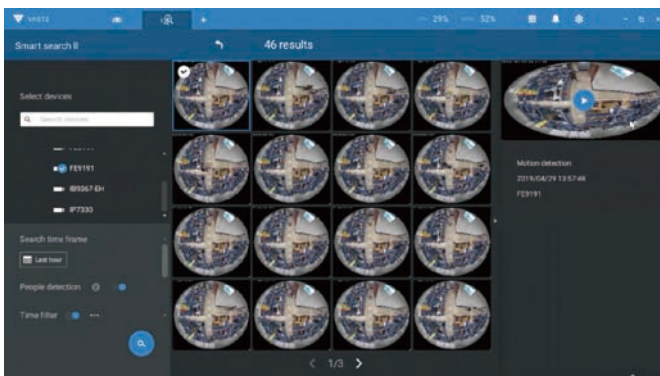 VAST2
29%
52%
Smart search II
46 results
Select devices
Search devices
FE9191
IB9367-EH
IP7330
Search time frame
Last hour
People detection
Time filter
1/3
Motion detection
2019/04/29 13:57:48
FE9191